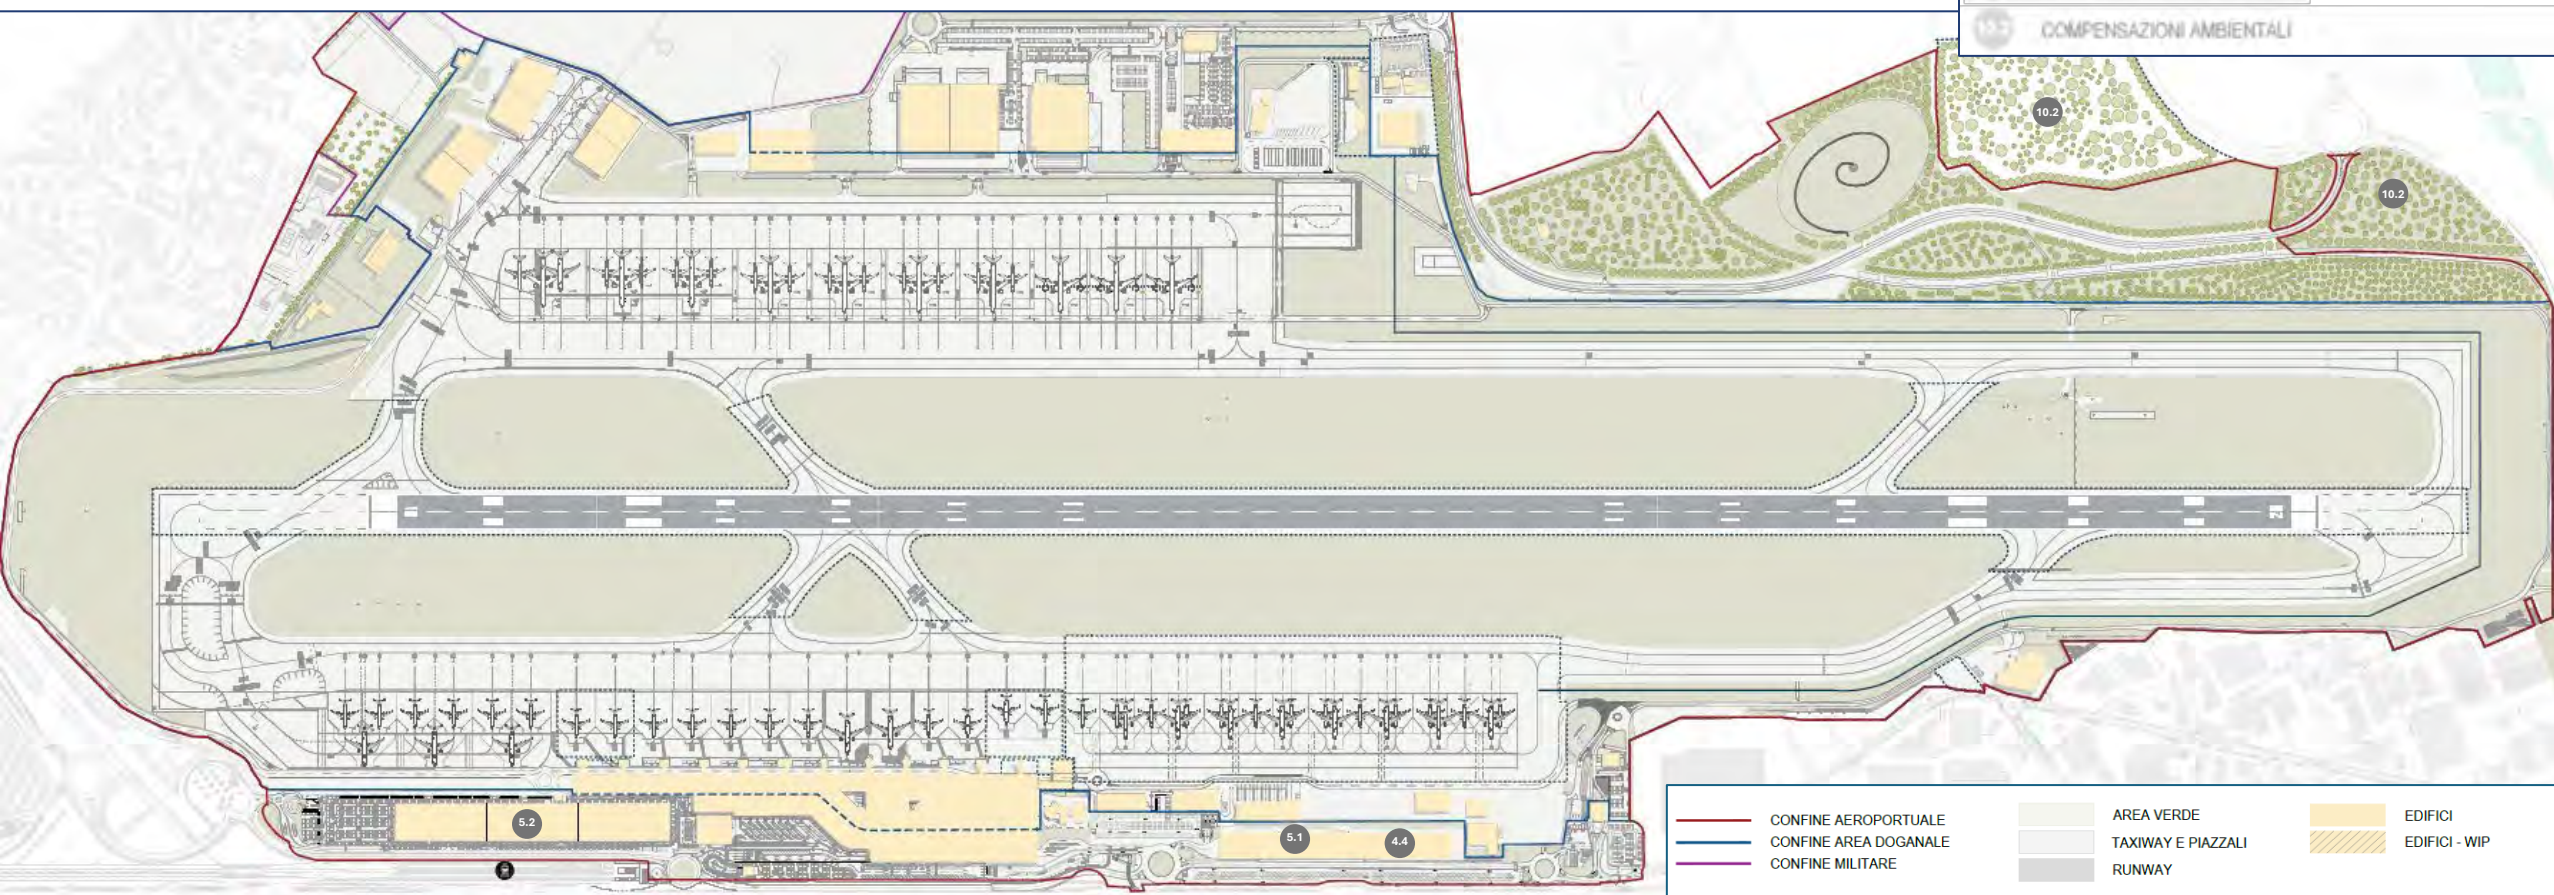 COMPENSAZIONI AMBIENTALI
10.2
10.2
5.2
5.1
4.4
CONFINE AEROPORTUALE
CONFINE AREA DOGANALE
CONFINE MILITARE
AREA VERDE
TAXIWAY E PIAZZALI
RUNWAY
EDIFICI
EDIFICI - WIP